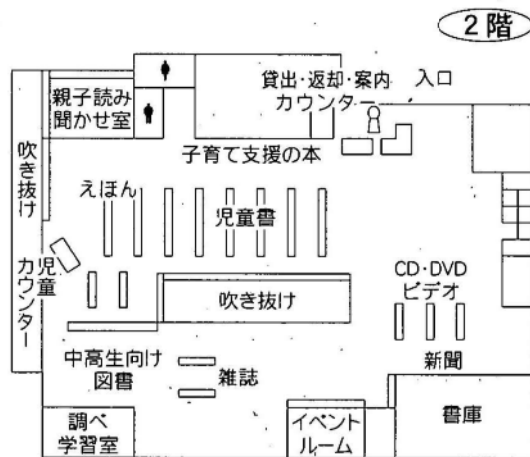 2階
親子読み
聞かせ室
貸出・返却・案内
カウンター
入口
子育て支援の本
吹き抜け
えほん
児童書
児童
カウンター
吹き抜け
CD・DVD
ビデオ
中高生向け
図書
雑誌
新聞
調べ
学習室
イベント
ルーム
書庫